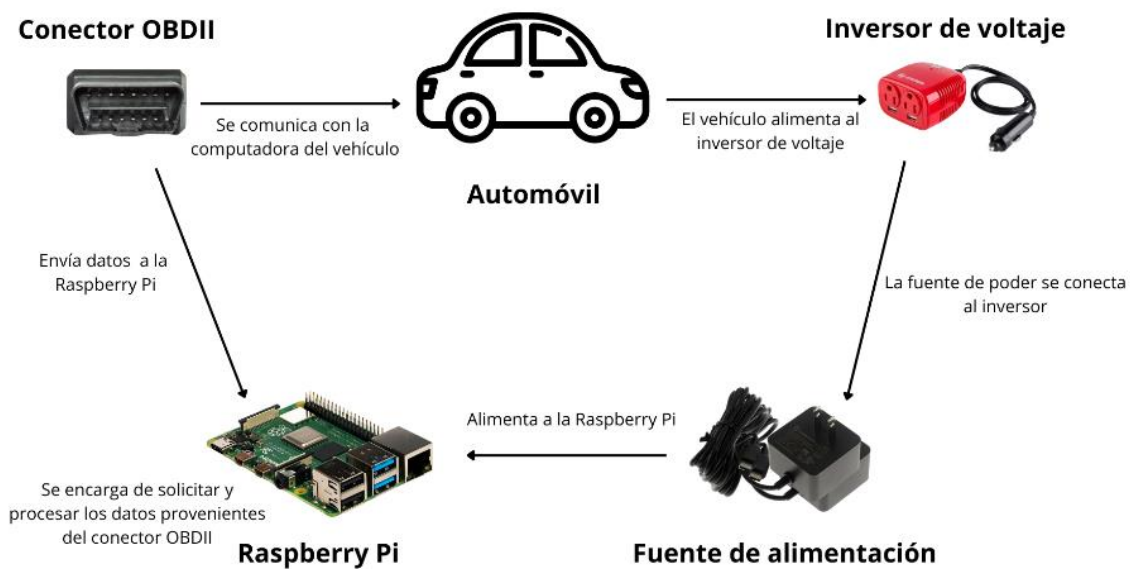 Conector OBDII
Inversor de voltaje
Se comunica con la
computadora del vehículo
El vehículo alimenta al
inversor de voltaje
Automóvil
Envía datos a la
Raspberry Pi
La fuente de poder se conecta
al inversor
Alimenta a la Raspberry Pi
Se encarga de solicitar y
procesar los datos provenientes
del conector OBDII
Raspberry Pi
Fuente de alimentación